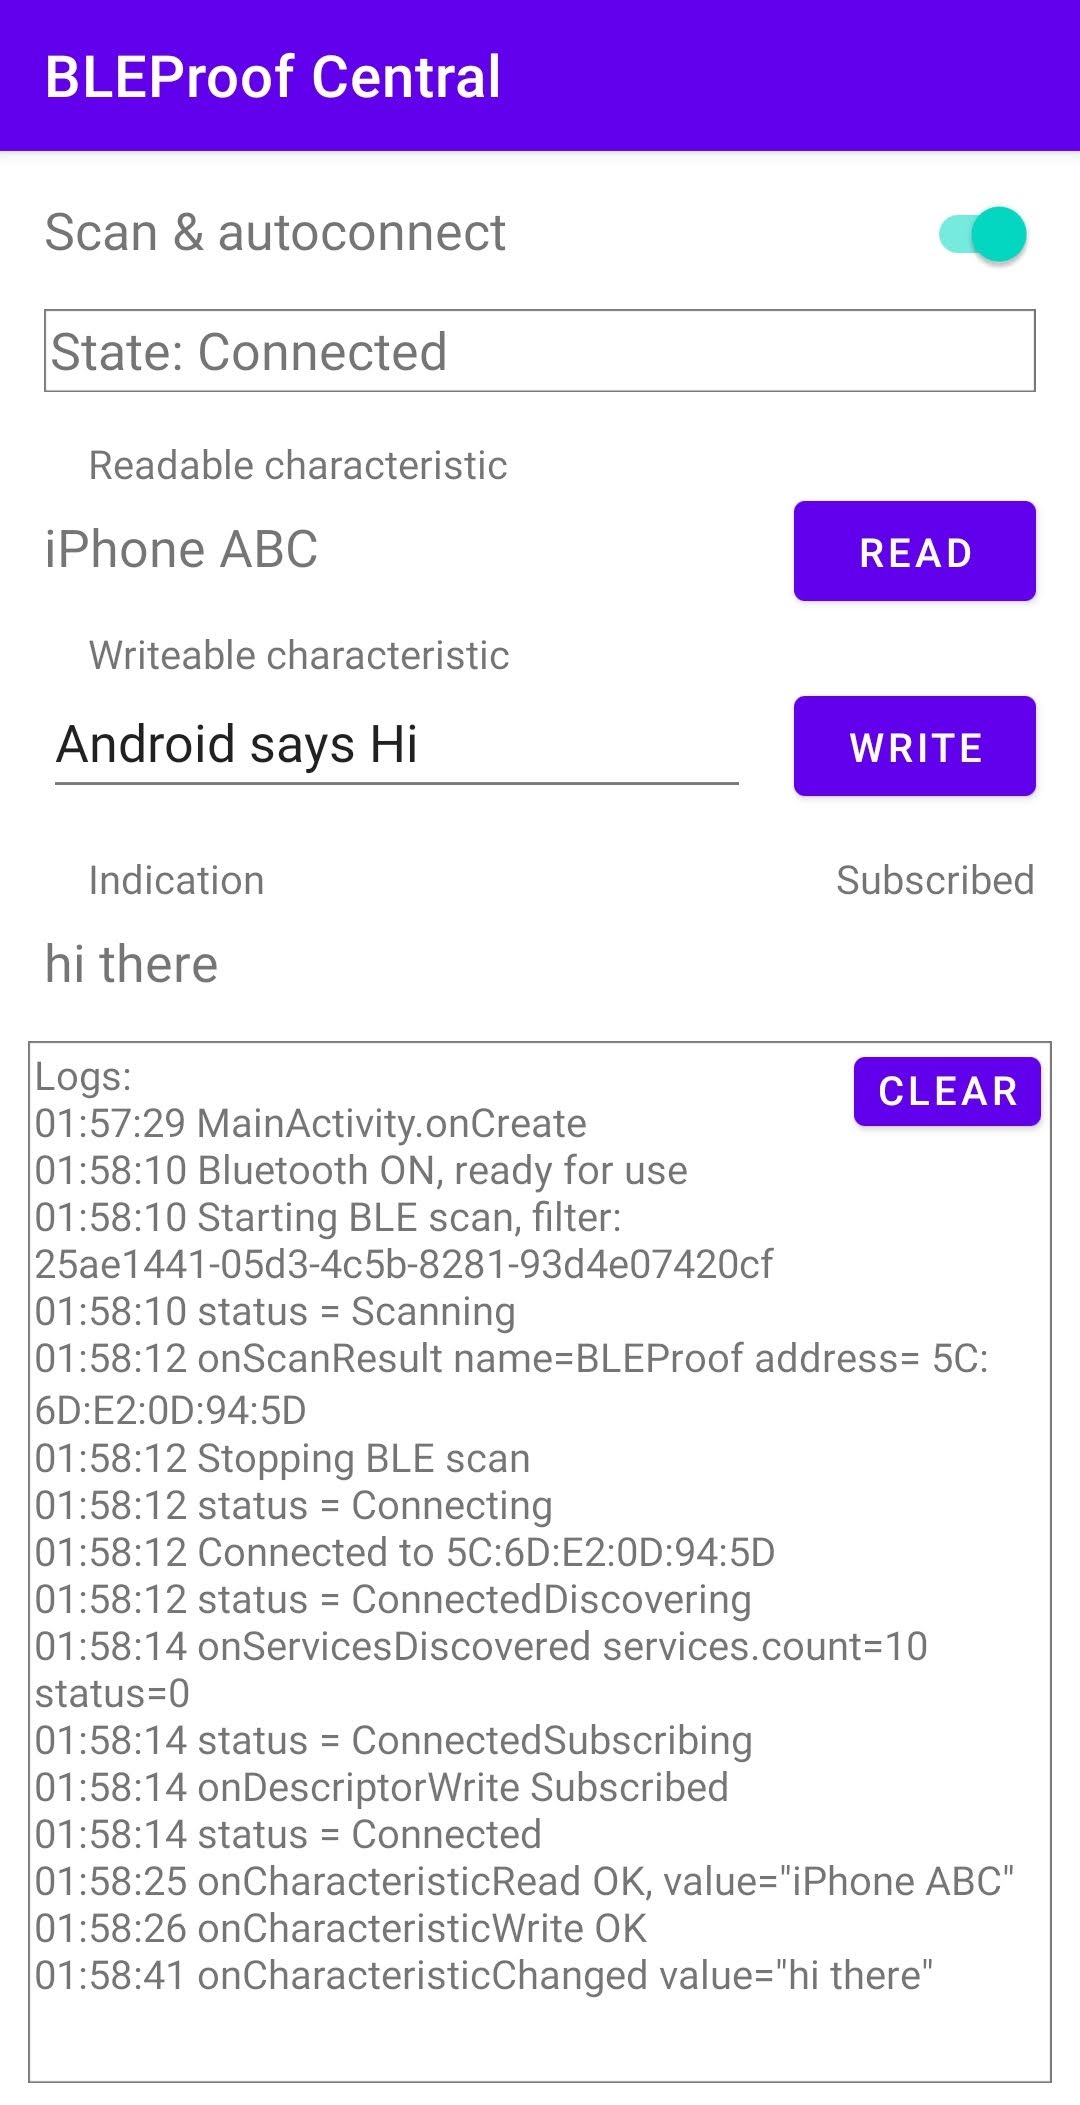 BLEProof Central
Scan & autoconnect
State: Connected
Readable characteristic
iPhone ABC
READ
Writeable characteristic
Android says Hi
WRITE
Indication
Subscribed
hi there
Logs:
CLEAR
01:57:29 MainActivity.onCreate
01:58:10 Bluetooth ON, ready for use
01:58:10 Starting BLE scan, filter:
25ae1441-05d3-4c5b-8281-93d4e07420cf
01:58:10 status = Scanning
01:58:12 onScanResult name=BLEProof address= 5C:
6D:E2:0D:94:5D
01:58:12 Stopping BLE scan
01:58:12 status = Connecting
01:58:12 Connected to 5C:6D:E2:0D:94:5D
01:58:12 status = ConnectedDiscovering
01:58:14 onServicesDiscovered services.count=10
status=0
01:58:14 status = ConnectedSubscribing
01:58:14 onDescriptorWrite Subscribed
01:58:14 status = Connected
01:58:25 onCharacteristicRead OK, value="iPhone ABC"
01:58:26 onCharacteristicWrite OK
01:58:41 onCharacteristicChanged value="hi there"